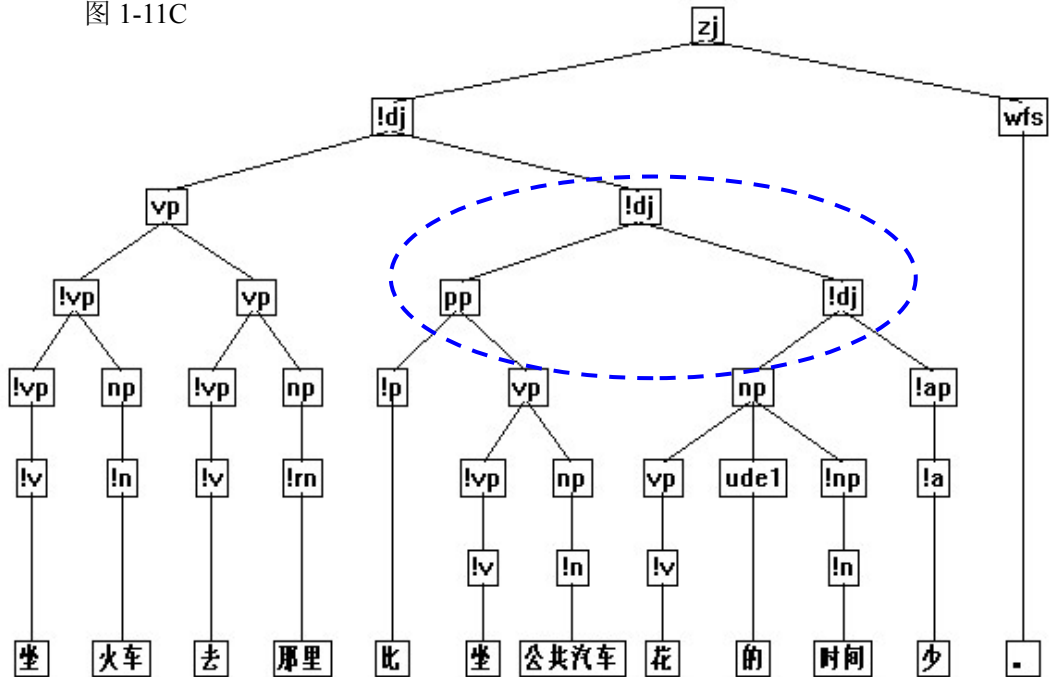 图 1-11C
zj
!dj wfs
vp !dj
!vp vp pp !dj
!vp np !vp np !p vp np !ap
!v !n !v !rn !vp np vp ude1 !np !a
!v !n !v !n
坐 火车 去 那里 比 坐 公共汽车 花 的 时间 少 。